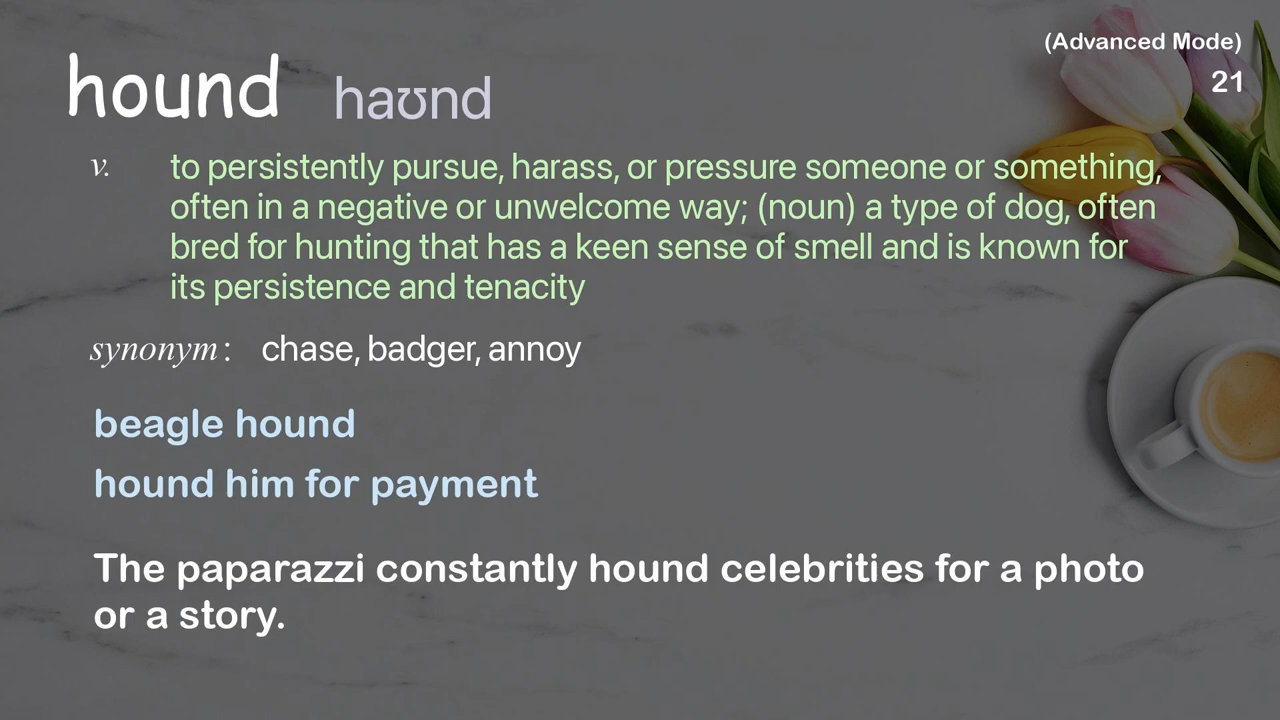 (Advanced Mode)
21
hound haʊnd
v. to persistently pursue, harass, or pressure someone or something,
often in a negative or unwelcome way; (noun) a type of dog, often
bred for hunting that has a keen sense of smell and is known for
its persistence and tenacity
synonym: chase, badger, annoy
beagle hound
hound him for payment
The paparazzi constantly hound celebrities for a photo
or a story.